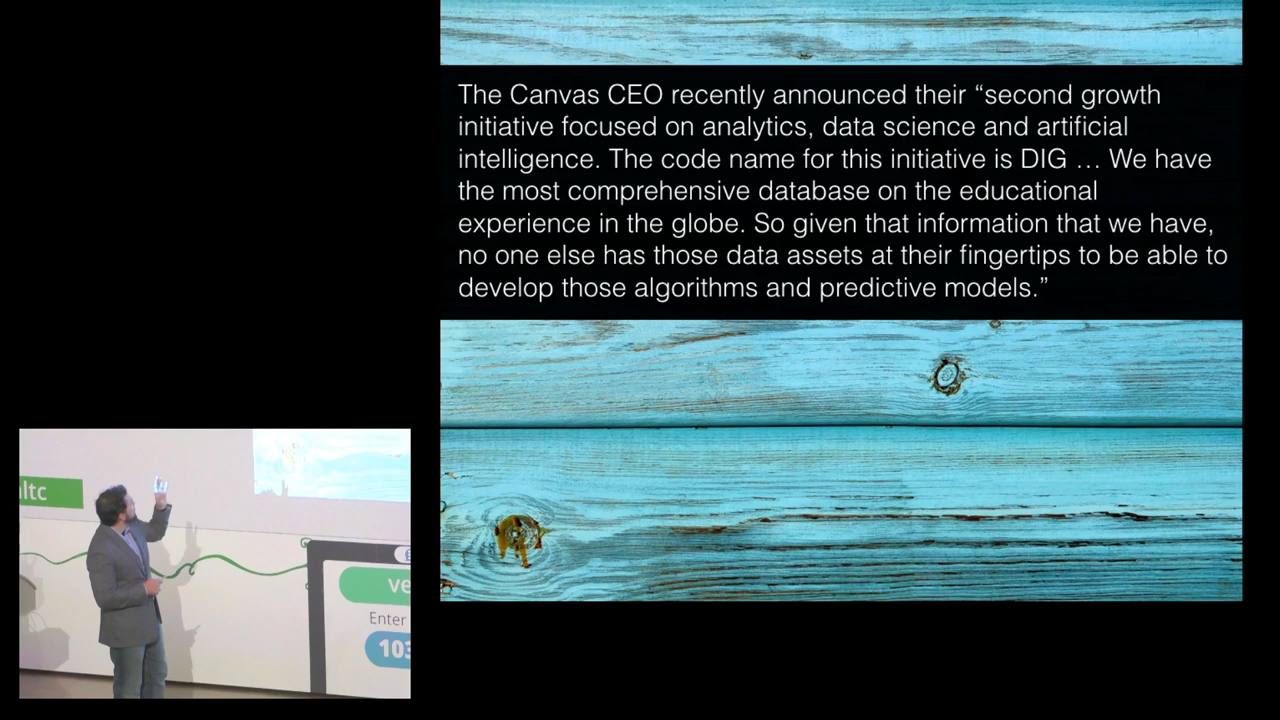 The Canvas CEO recently announced their “second growth
initiative focused on analytics, data science and artificial
intelligence. The code name for this initiative is DIG … We have
the most comprehensive database on the educational
experience in the globe. So given that information that we have,
no one else has those data assets at their fingertips to be able to
develop those algorithms and predictive models.”
ltc
Enter